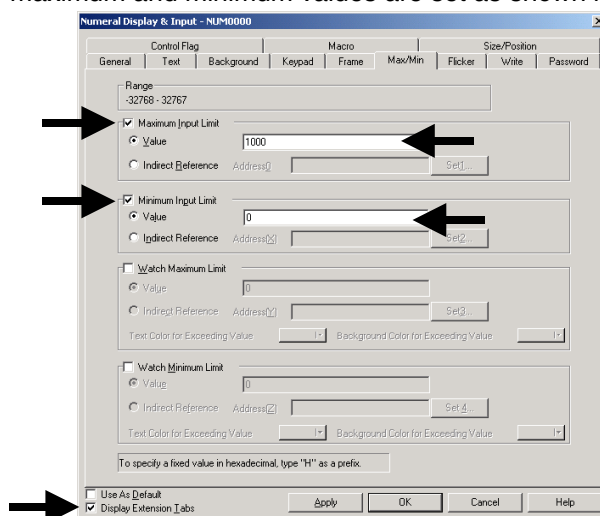 maximum and minimum values are set as shown
Numeral Display & Input - NUM0000
Control Flag Macro Size/Position
General Text Background Keypad Frame Max/Min Flicker Write Password
Range
-32768 - 32767
Maximum Input Limit
Value 1000
Indirect Reference Address() Set1...
Minimum Input Limit
Value 0
Indirect Reference Address(X) Set2...
Watch Maximum Limit
Value 0
Indirect Reference Address(Y) Set3...
Text Color for Exceeding Value Background Color for Exceeding Value
Watch Minimum Limit
Value 0
Indirect Reference Address(Z) Set 4...
Text Color for Exceeding Value Background Color for Exceeding Value
To specify a fixed value in hexadecimal, type "H" as a prefix.
Use As Default
Display Extension Tabs
Apply OK Cancel Help